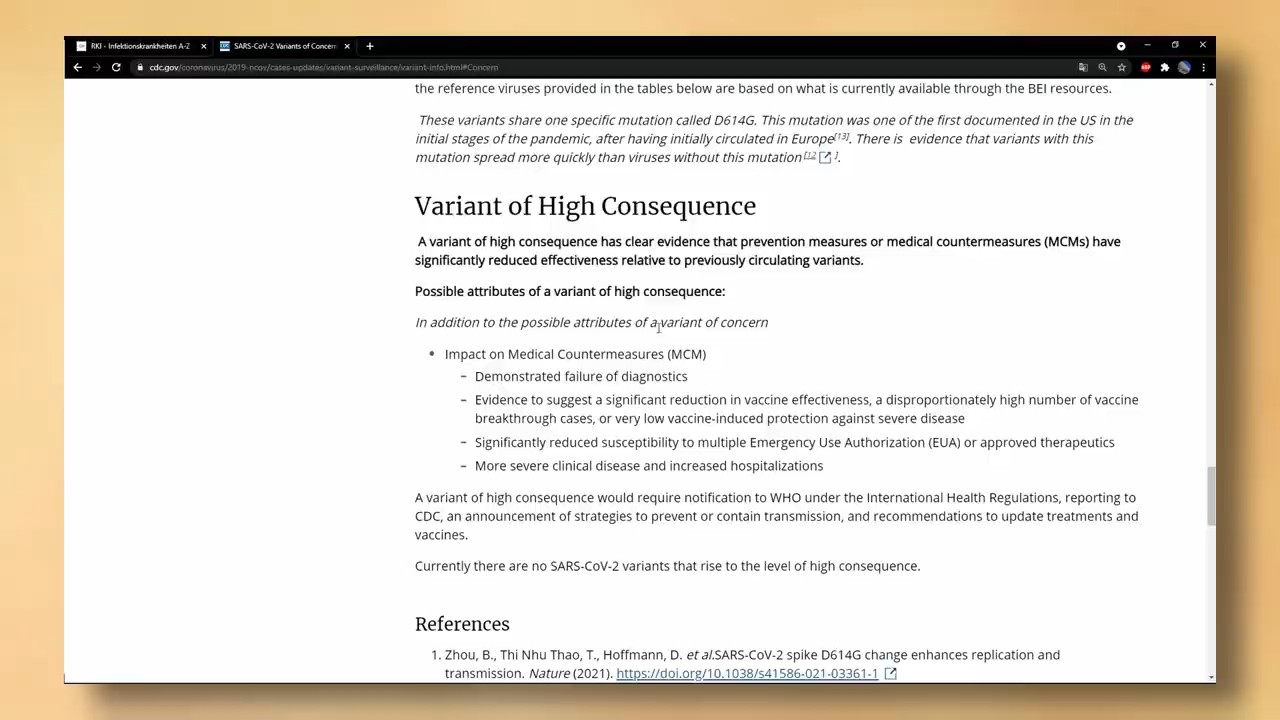 RKI - Infektionskrankheiten A-Z
SARS-CoV-2 Variants of Concern
cdc.gov/coronavirus/2019-ncov/cases-updates/variant-surveillance/variant-info.html#Concern
the reference viruses provided in the tables below are based on what is currently available through the BEI resources.
These variants share one specific mutation called D614G. This mutation was one of the first documented in the US in the
initial stages of the pandemic, after having initially circulated in Europe[13]. There is evidence that variants with this
mutation spread more quickly than viruses without this mutation[12 ].
Variant of High Consequence
A variant of high consequence has clear evidence that prevention measures or medical countermeasures (MCMs) have
significantly reduced effectiveness relative to previously circulating variants.
Possible attributes of a variant of high consequence:
In addition to the possible attributes of a variant of concern
• Impact on Medical Countermeasures (MCM)
– Demonstrated failure of diagnostics
– Evidence to suggest a significant reduction in vaccine effectiveness, a disproportionately high number of vaccine
breakthrough cases, or very low vaccine-induced protection against severe disease
– Significantly reduced susceptibility to multiple Emergency Use Authorization (EUA) or approved therapeutics
– More severe clinical disease and increased hospitalizations
A variant of high consequence would require notification to WHO under the International Health Regulations, reporting to
CDC, an announcement of strategies to prevent or contain transmission, and recommendations to update treatments and
vaccines.
Currently there are no SARS-CoV-2 variants that rise to the level of high consequence.
References
1. Zhou, B., Thi Nhu Thao, T., Hoffmann, D. et al.SARS-CoV-2 spike D614G change enhances replication and
transmission. Nature (2021). https://doi.org/10.1038/s41586-021-03361-1